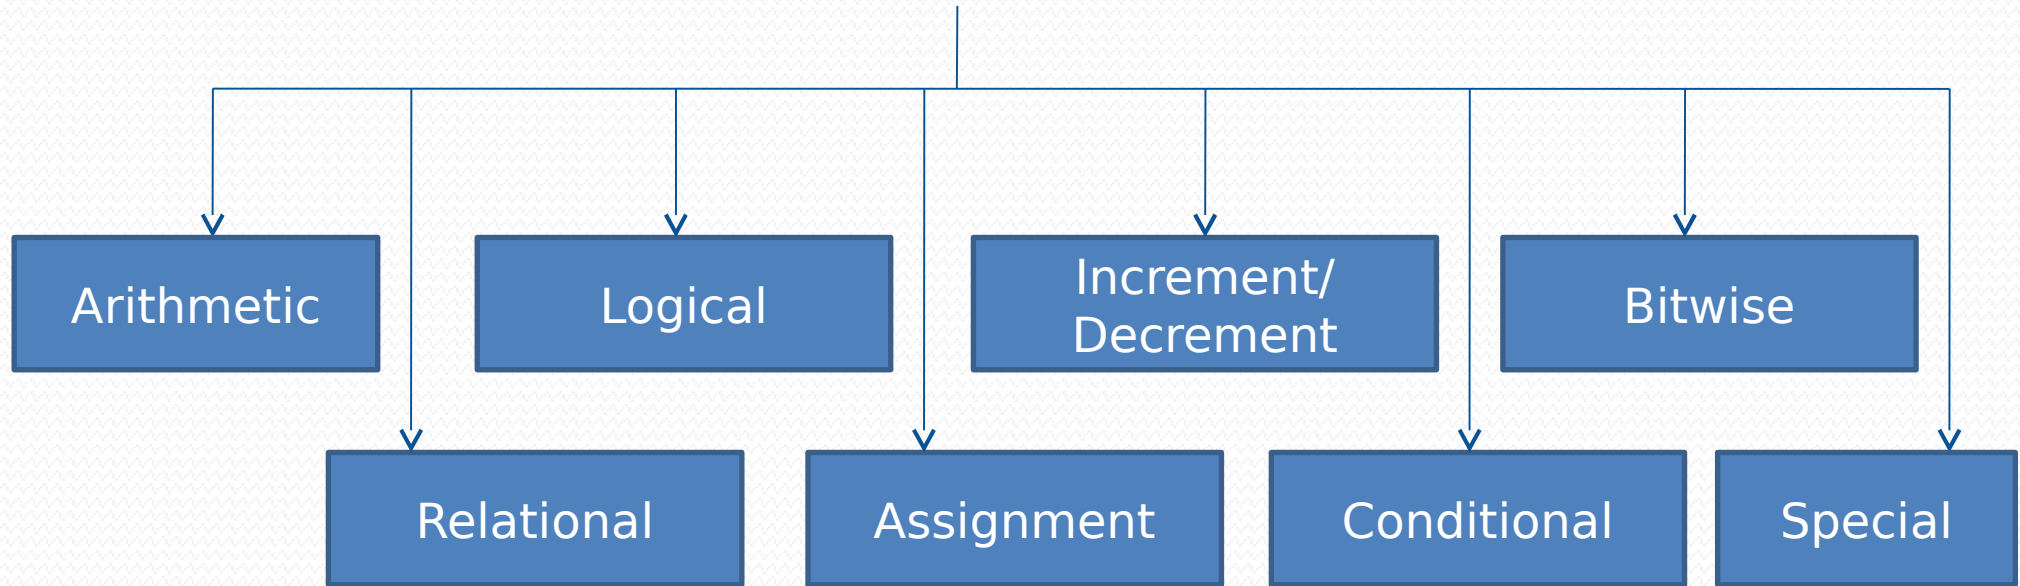 Arithmetic
Logical
Increment/
Decrement
Bitwise
Relational
Assignment
Conditional
Special